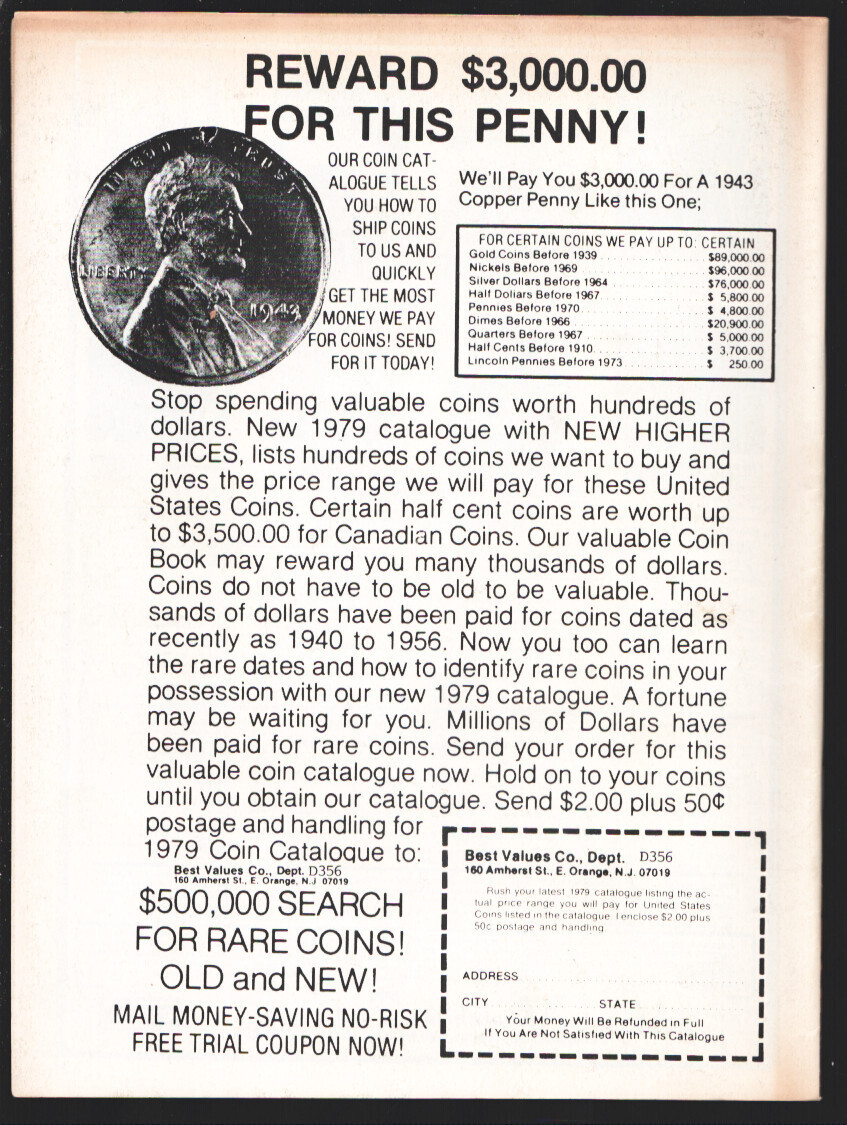 REWARD $3,000.00
FOR THIS PENNY!
IN GOD WE TRUST
LIBERTY
1943
OUR COIN CAT-
ALOGUE TELLS
YOU HOW TO
SHIP COINS
TO US AND
QUICKLY
GET THE MOST
MONEY WE PAY
FOR COINS! SEND
FOR IT TODAY!
We'll Pay You $3,000.00 For A 1943
Copper Penny Like this One;
FOR CERTAIN COINS WE PAY UP TO: CERTAIN
Gold Coins Before 1939 $89,000.00
Nickels Before 1969 $96,000.00
Silver Dollars Before 1964 $76,000.00
Half Dollars Before 1967 $ 5,800.00
Pennies Before 1970 $ 4,800.00
Dimes Before 1966 $20,900.00
Quarters Before 1967 $ 5,000.00
Half Cents Before 1910 $ 3,700.00
Lincoln Pennies Before 1973 $ 250.00
Stop spending valuable coins worth hundreds of
dollars. New 1979 catalogue with NEW HIGHER
PRICES, lists hundreds of coins we want to buy and
gives the price range we will pay for these United
States Coins. Certain half cent coins are worth up
to $3,500.00 for Canadian Coins. Our valuable Coin
Book may reward you many thousands of dollars.
Coins do not have to be old to be valuable. Thou-
sands of dollars have been paid for coins dated as
recently as 1940 to 1956. Now you too can learn
the rare dates and how to identify rare coins in your
possession with our new 1979 catalogue. A fortune
may be waiting for you. Millions of Dollars have
been paid for rare coins. Send your order for this
valuable coin catalogue now. Hold on to your coins
until you obtain our catalogue. Send $2.00 plus 50¢
postage and handling for
1979 Coin Catalogue to:
Best Values Co., Dept. D356
160 Amherst St., E. Orange, N.J 07019
$500,000 SEARCH
FOR RARE COINS!
OLD and NEW!
MAIL MONEY-SAVING NO-RISK
FREE TRIAL COUPON NOW!
Best Values Co., Dept. D356
160 Amherst St., E. Orange, N.J. 07019
Rush your latest 1979 catalogue listing the ac-
tual price range you will pay for United States
Coins listed in the catalogue. I enclose $2.00 plus
50c postage and handling
ADDRESS
CITY STATE
Your Money Will Be Refunded in Full
If You Are Not Satisfied With This Catalogue